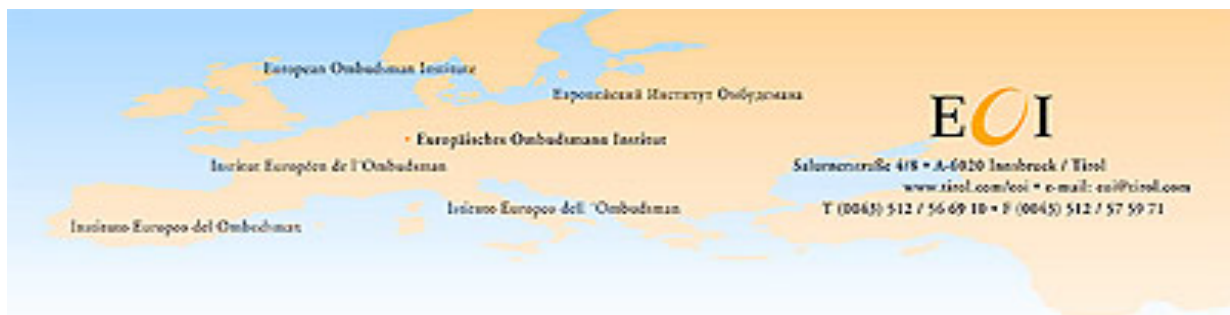 European Ombudsman Institute
Европейский Институт Омбудсмана
Europäisches Ombudsmann Institut
Institut Européen de l'Ombudsman
Istituto Europeo dell'Ombudsman
Instituto Europeo del Ombudsman
EOI
Salurnerstraße 4/8 • A-6020 Innsbruck / Tirol
www.tirol.com/eoi • e-mail: eoi@tirol.com
T (0043) 512 / 56 69 10 • F (0043) 512 / 57 59 71